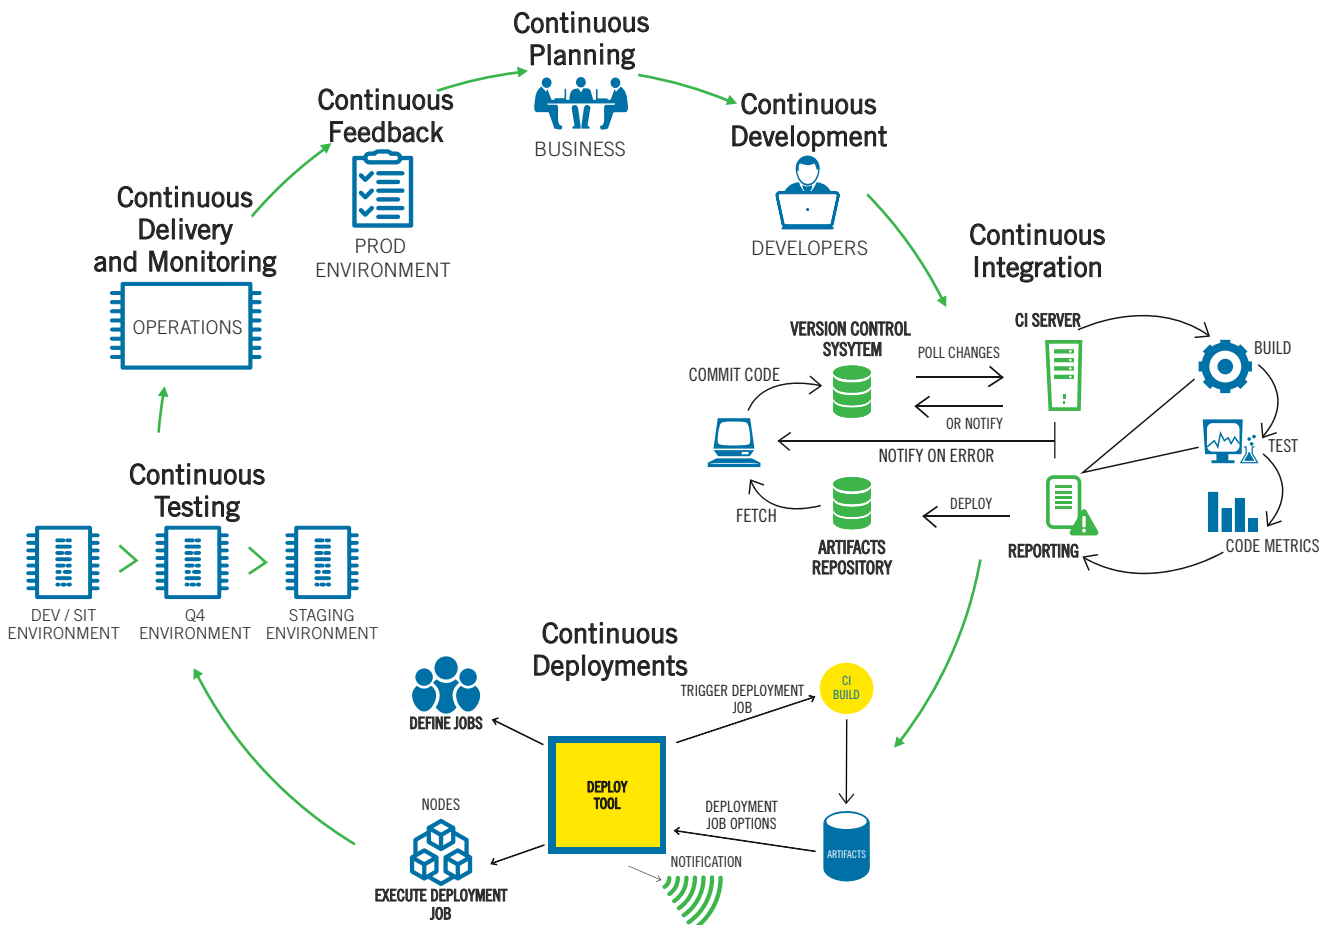 Continuous
Planning
BUSINESS
Continuous
Feedback
PROD
ENVIRONMENT
Continuous
Development
DEVELOPERS
Continuous
Delivery
and Monitoring
OPERATIONS
Continuous
Integration
VERSION CONTROL
SYSYTEM
POLL CHANGES
CI SERVER
BUILD
COMMIT CODE
OR NOTIFY
NOTIFY ON ERROR
TEST
FETCH
DEPLOY
ARTIFACTS
REPOSITORY
REPORTING
CODE METRICS
Continuous
Testing
DEV / SIT
ENVIRONMENT
Q4
ENVIRONMENT
STAGING
ENVIRONMENT
Continuous
Deployments
DEFINE JOBS
TRIGGER DEPLOYMENT
JOB
CI
BUILD
DEPLOY
TOOL
NODES
DEPLOYMENT
JOB OPTIONS
ARTIFACTS
NOTIFICATION
EXECUTE DEPLOYMENT
JOB